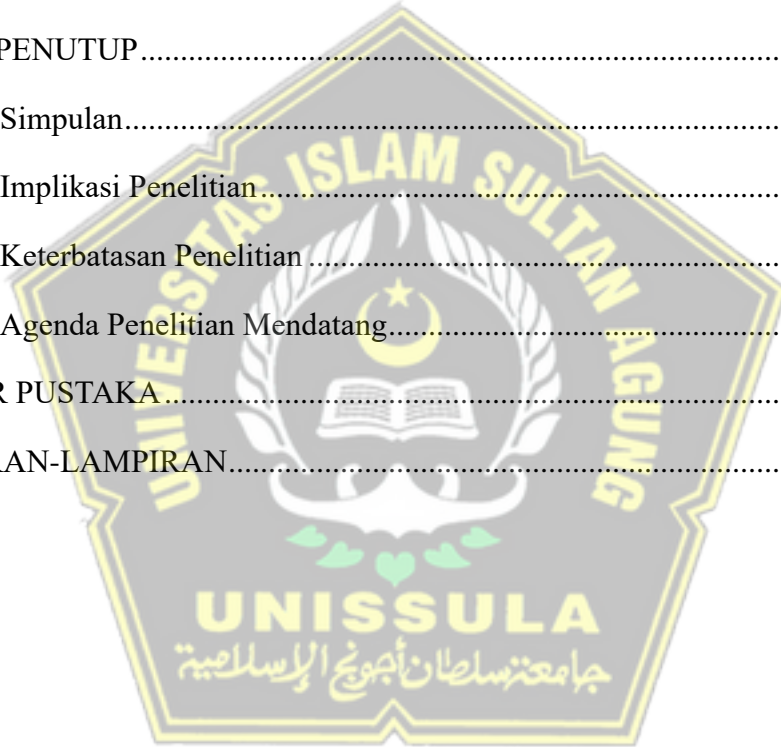 PENUTUP
Simpulan
Implikasi Penelitian
Keterbatasan Penelitian
Agenda Penelitian Mendatang
R PUSTAKA
RAN-LAMPIRAN
UNIVERSITAS ISLAM SULTAN AGUNG
UNISSULA
جامعة سلطان أجونج الإسلامية